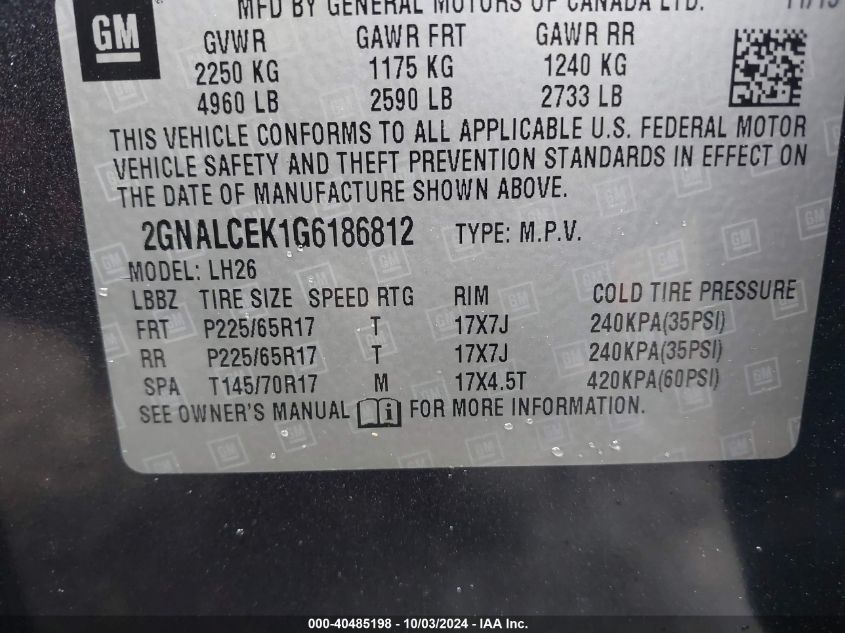 MFD BY GENERAL MOTORS OF CANADA LTD.
GM
GVWR GAWR FRT GAWR RR
2250 KG 1175 KG 1240 KG
4960 LB 2590 LB 2733 LB
THIS VEHICLE CONFORMS TO ALL APPLICABLE U.S. FEDERAL MOTOR
VEHICLE SAFETY AND THEFT PREVENTION STANDARDS IN EFFECT ON
THE DATE OF MANUFACTURE SHOWN ABOVE.
2GNALCEK1G6186812 TYPE: M.P.V.
MODEL: LH26
LBBZ TIRE SIZE SPEED RTG RIM COLD TIRE PRESSURE
FRT P225/65R17 T 17X7J 240KPA(35PSI)
RR P225/65R17 T 17X7J 240KPA(35PSI)
SPA T145/70R17 M 17X4.5T 420KPA(60PSI)
SEE OWNER'S MANUAL FOR MORE INFORMATION.
000-40485198 - 10/03/2024 - IAA Inc.